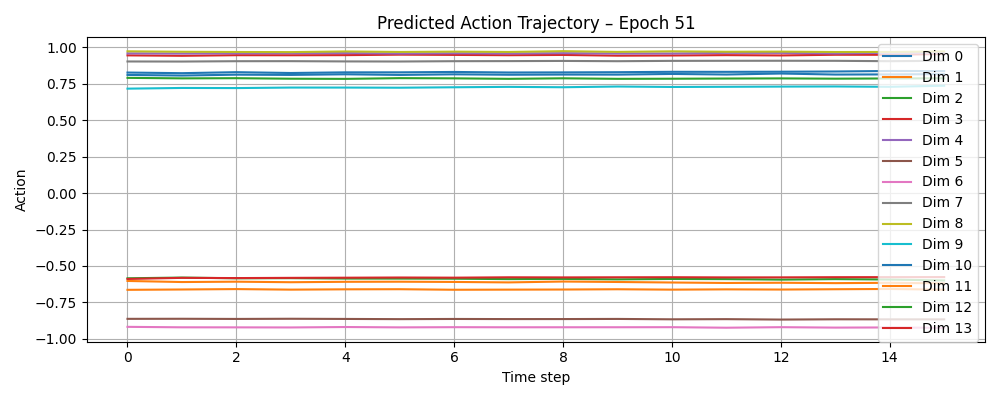 Predicted Action Trajectory – Epoch 51
Action
1.00
0.75
0.50
0.25
0.00
−0.25
−0.50
−0.75
−1.00
0 2 4 6 8 10 12 14
Time step
Dim 0
Dim 1
Dim 2
Dim 3
Dim 4
Dim 5
Dim 6
Dim 7
Dim 8
Dim 9
Dim 10
Dim 11
Dim 12
Dim 13